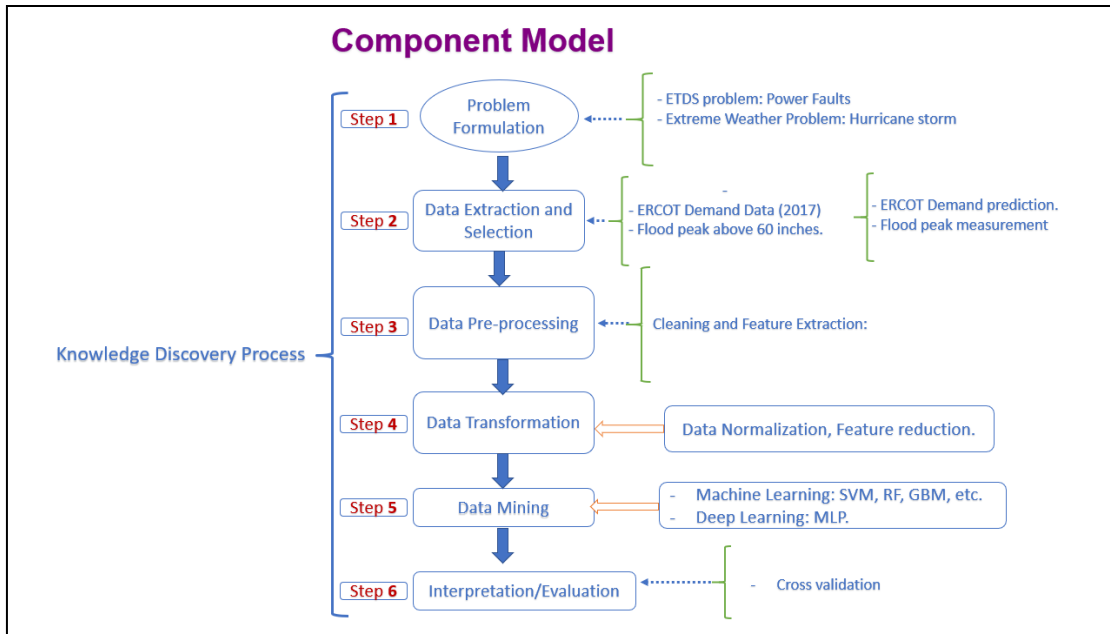 Component Model
Step 1
Problem
Formulation
- ETDS problem: Power Faults
- Extreme Weather Problem: Hurricane storm
Step 2
Data Extraction and
Selection
-
- ERCOT Demand Data (2017)
- Flood peak above 60 inches.
- ERCOT Demand prediction.
- Flood peak measurement
Step 3
Data Pre-processing
Cleaning and Feature Extraction:
Knowledge Discovery Process
Step 4
Data Transformation
Data Normalization, Feature reduction.
Step 5
Data Mining
- Machine Learning: SVM, RF, GBM, etc.
- Deep Learning: MLP.
Step 6
Interpretation/Evaluation
- Cross validation